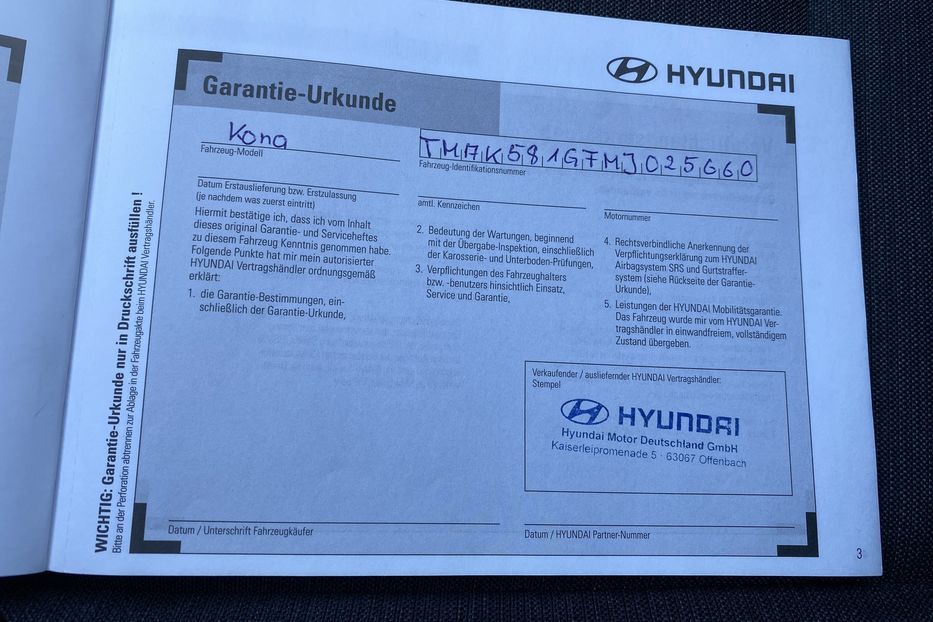 HYUNDAI
Garantie-Urkunde
Kona
Fahrzeug-Modell
TMAK581GFMJ025660
Fahrzeug-Identifikationsnummer
Datum Erstauslieferung bzw. Erstzulassung
(je nachdem was zuerst eintritt)
amtl. Kennzeichen
Motornummer
Hiermit bestätige ich, dass ich vom Inhalt
dieses original Garantie- und Serviceheftes
zu diesem Fahrzeug Kenntnis genommen habe.
Folgende Punkte hat mir mein autorisierter
HYUNDAI Vertragshändler ordnungsgemäß
erklärt:
1. die Garantie-Bestimmungen, ein-
schließlich der Garantie-Urkunde,
2. Bedeutung der Wartungen, beginnend
mit der Übergabe-Inspektion, einschließlich
der Karosserie- und Unterboden-Prüfungen,
3. Verpflichtungen des Fahrzeughalters
bzw. -benutzers hinsichtlich Einsatz,
Service und Garantie,
4. Rechtsverbindliche Anerkennung der
Verpflichtungserklärung zum HYUNDAI
Airbagsystem SRS und Gurtstraffer-
system (siehe Rückseite der Garantie-
Urkunde),
5. Leistungen der HYUNDAI Mobilitätsgarantie.
Das Fahrzeug wurde mir vom HYUNDAI Ver-
tragshändler in einwandfreiem, vollständigem
Zustand übergeben.
Verkaufender / ausliefernder HYUNDAI Vertragshändler:
Stempel
HYUNDAI
Hyundai Motor Deutschland GmbH
Kaiserleipromenade 5 · 63067 Offenbach
Datum / Unterschrift Fahrzeugkäufer
Datum / HYUNDAI Partner-Nummer
WICHTIG: Garantie-Urkunde nur in Druckschrift ausfüllen !
Bitte an der Perforation abtrennen zur Ablage in der Fahrzeugakte beim HYUNDAI Vertragshändler.
3